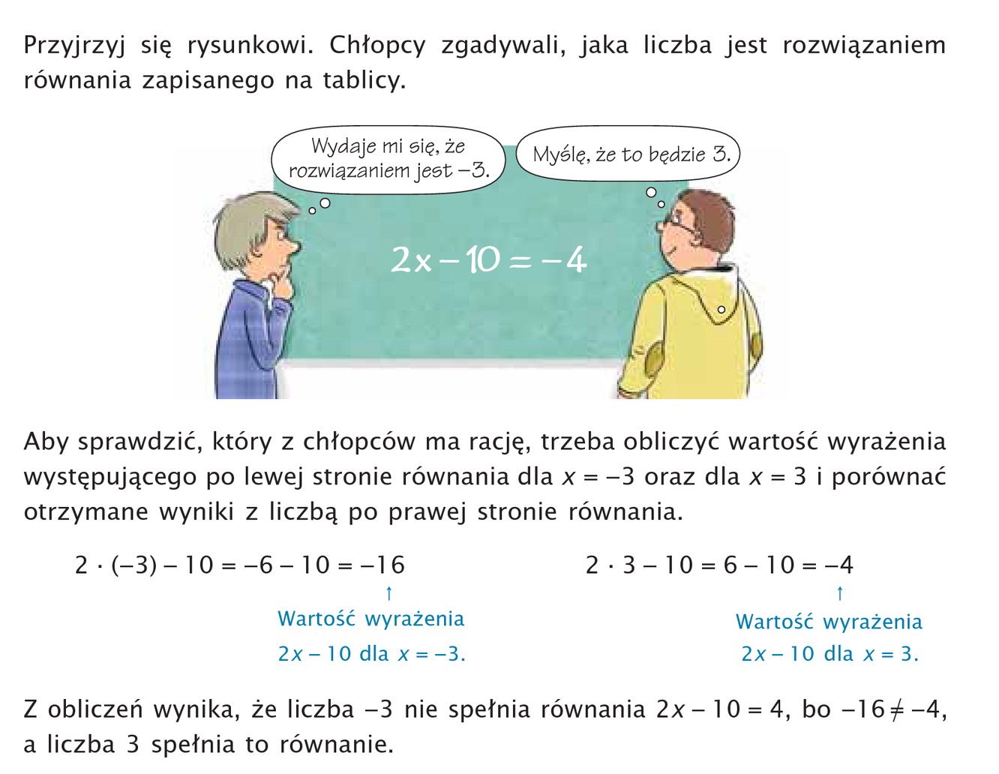 Przyjrzyj się rysunkowi. Chłopcy zgadywali, jaka liczba jest rozwiązaniem
równania zapisanego na tablicy.
Wydaje mi się, że
rozwiązaniem jest −3.
Myślę, że to będzie 3.
2x − 10 = −4
Aby sprawdzić, który z chłopców ma rację, trzeba obliczyć wartość wyrażenia
występującego po lewej stronie równania dla x = −3 oraz dla x = 3 i porównać
otrzymane wyniki z liczbą po prawej stronie równania.
2 · (−3) − 10 = −6 − 10 = −16
↑
Wartość wyrażenia
2x − 10 dla x = −3.
2 · 3 − 10 = 6 − 10 = −4
↑
Wartość wyrażenia
2x − 10 dla x = 3.
Z obliczeń wynika, że liczba −3 nie spełnia równania 2x − 10 = 4, bo −16 ≠ −4,
a liczba 3 spełnia to równanie.